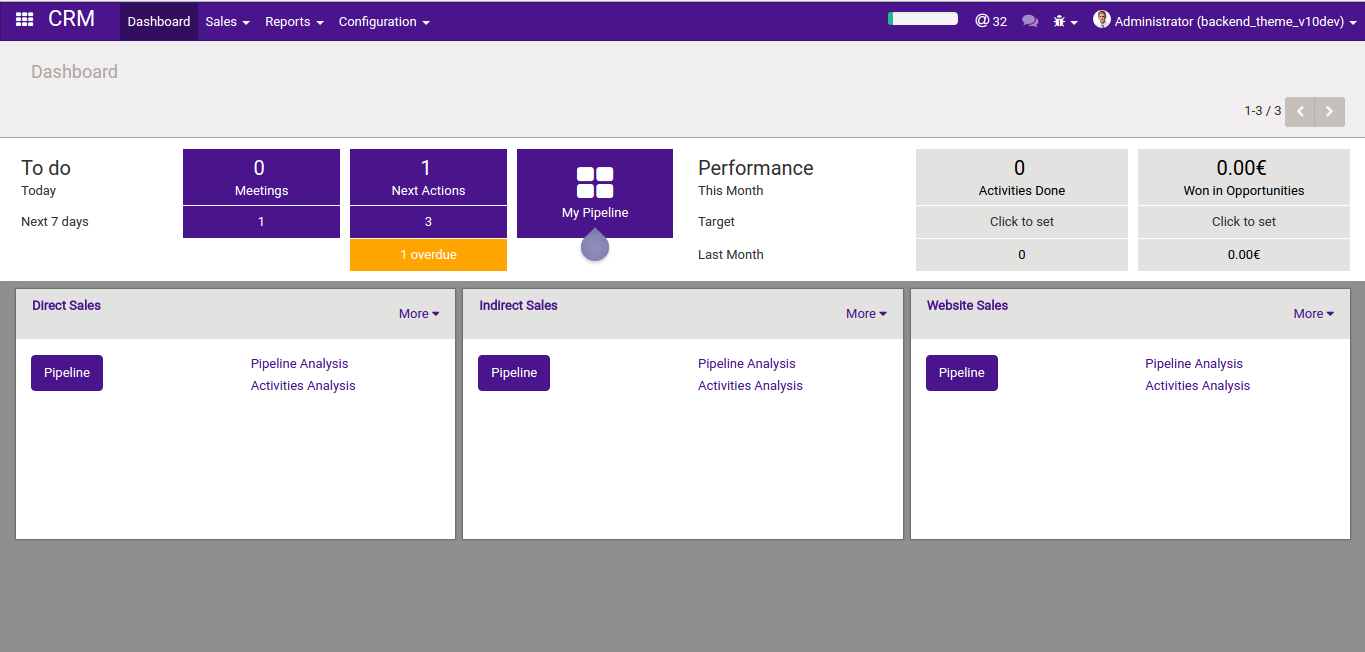 CRM Dashboard Sales Reports Configuration @ 32 Administrator (backend_theme_v10dev)
Dashboard
1-3 / 3
To do
Today
Next 7 days
0
Meetings
1
1
Next Actions
3
1 overdue
My Pipeline
Performance
This Month
Target
Last Month
0
Activities Done
Click to set
0
0.00€
Won in Opportunities
Click to set
0.00€
Direct Sales
More
Pipeline
Pipeline Analysis
Activities Analysis
Indirect Sales
More
Pipeline
Pipeline Analysis
Activities Analysis
Website Sales
More
Pipeline
Pipeline Analysis
Activities Analysis